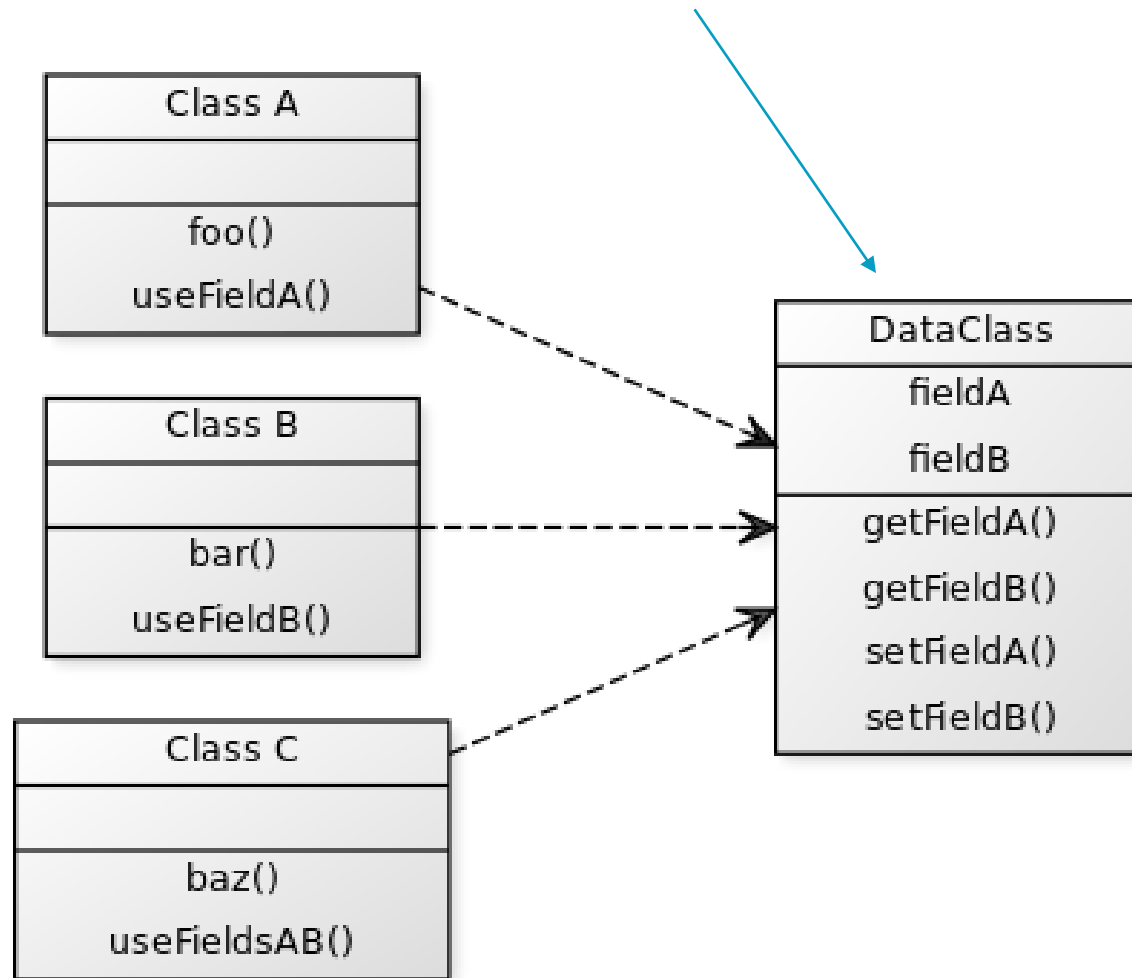 Class A
foo()
useFieldA()
Class B
bar()
useFieldB()
Class C
baz()
useFieldsAB()
DataClass
fieldA
fieldB
getFieldA()
getFieldB()
setFieldA()
setFieldB()